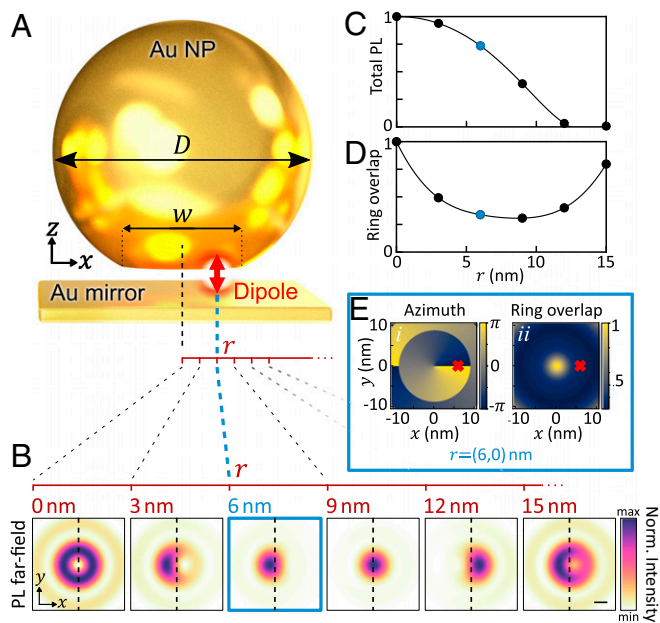 A
Au NP
D
w
z
x
Au mirror
Dipole
r
C
Total PL
1
0
D
Ring overlap
1
0
0 5 10 15
r (nm)
E
Azimuth Ring overlap
i ii
y (nm)
10
0
-10
-10 0 10
x (nm)
π
0
-π
-10 0 10
x (nm)
1
.5
r=(6,0) nm
B
r
0 nm 3 nm 6 nm 9 nm 12 nm 15 nm
PL far-field
y
x
max
min
Norm. Intensity